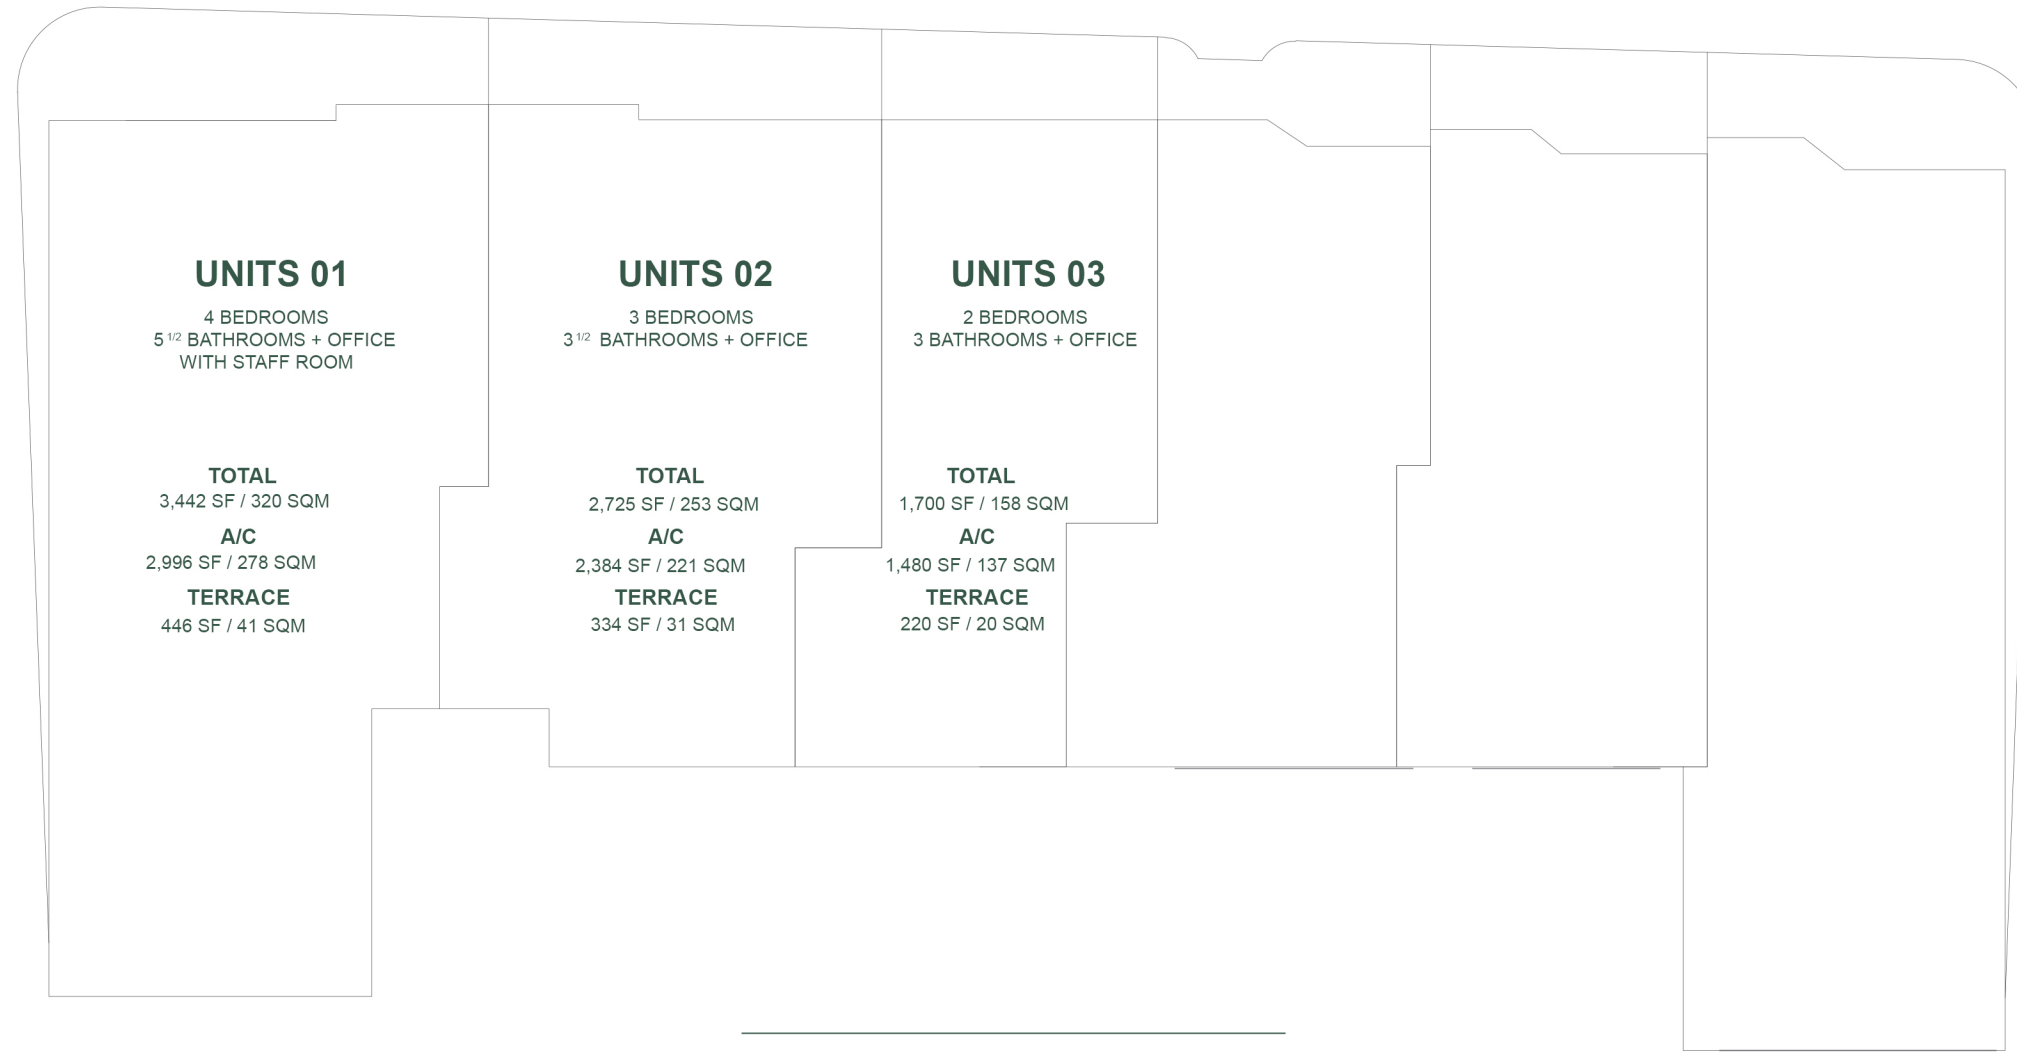 UNITS 01
4 BEDROOMS
5 1/2 BATHROOMS + OFFICE
WITH STAFF ROOM
TOTAL
3,442 SF / 320 SQM
A/C
2,996 SF / 278 SQM
TERRACE
446 SF / 41 SQM
UNITS 02
3 BEDROOMS
3 1/2 BATHROOMS + OFFICE
TOTAL
2,725 SF / 253 SQM
A/C
2,384 SF / 221 SQM
TERRACE
334 SF / 31 SQM
UNITS 03
2 BEDROOMS
3 BATHROOMS + OFFICE
TOTAL
1,700 SF / 158 SQM
A/C
1,480 SF / 137 SQM
TERRACE
220 SF / 20 SQM